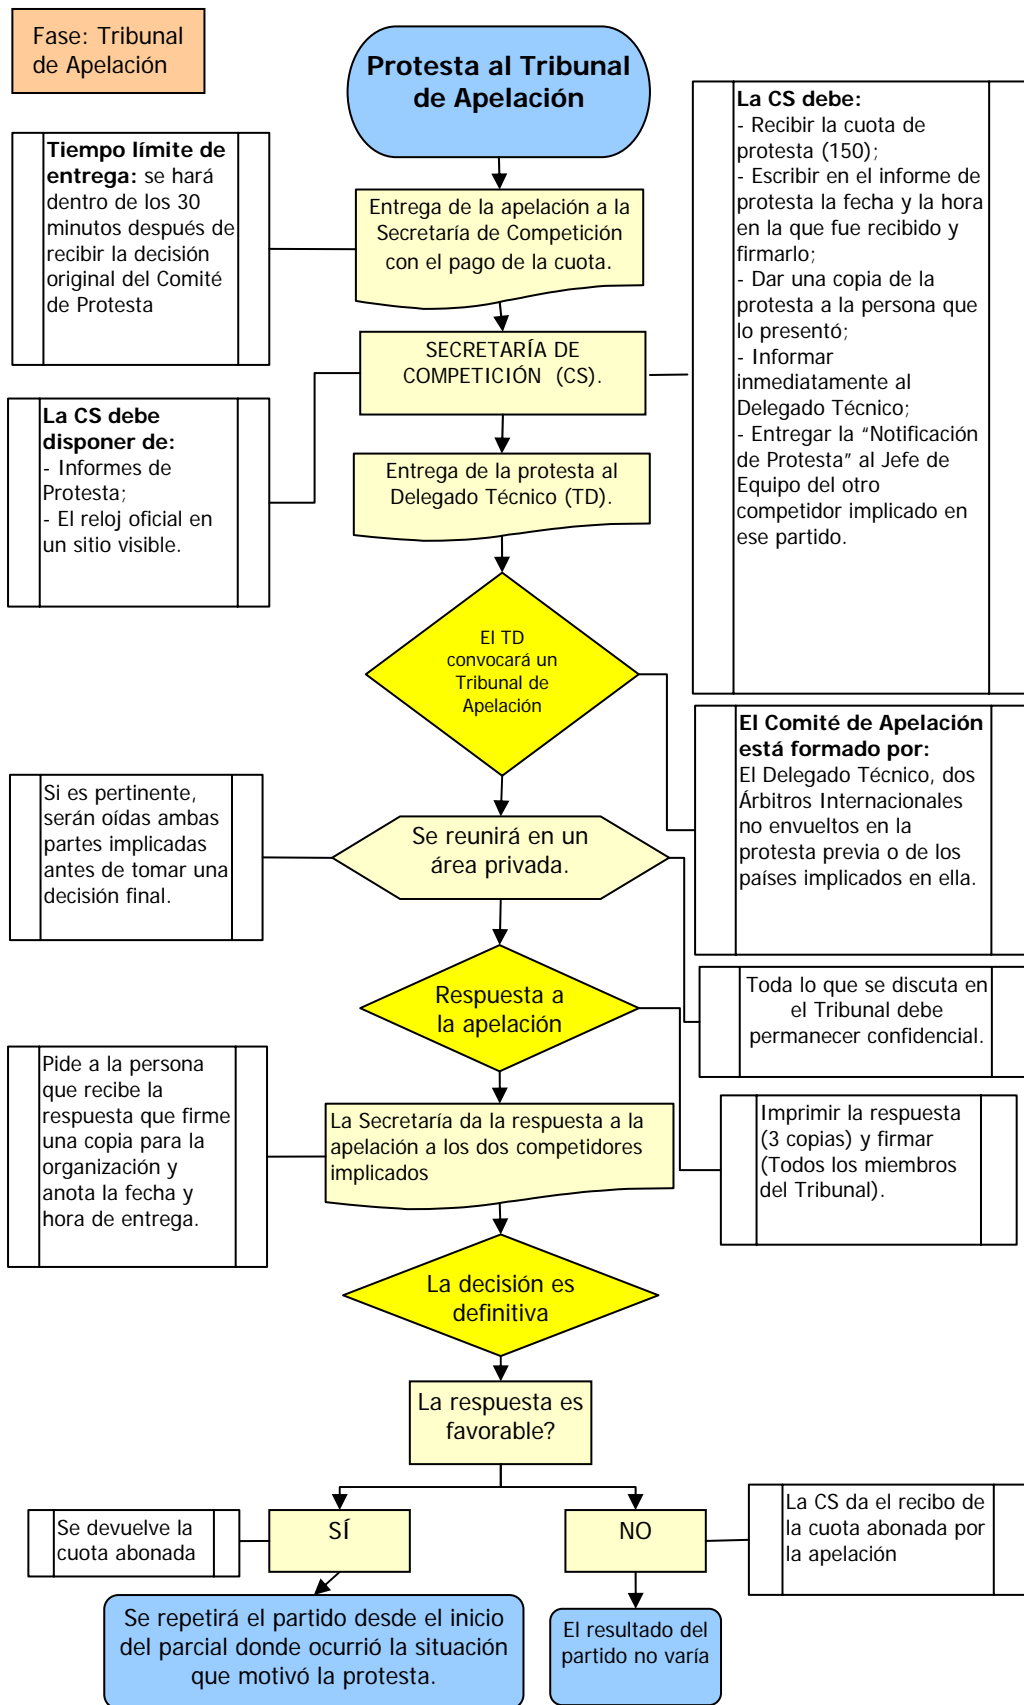 Fase: Tribunal
de Apelación
Protesta al Tribunal
de Apelación
Tiempo límite de
entrega: se hará
dentro de los 30
minutos después de
recibir la decisión
original del Comité
de Protesta
Entrega de la apelación a la
Secretaría de Competición
con el pago de la cuota.
La CS debe:
- Recibir la cuota de
protesta (150);
- Escribir en el informe de
protesta la fecha y la hora
en la que fue recibido y
firmarlo;
- Dar una copia de la
protesta a la persona que
lo presentó;
- Informar
inmediatamente al
Delegado Técnico;
- Entregar la “Notificación
de Protesta” al Jefe de
Equipo del otro
competidor implicado en
ese partido.
SECRETARÍA DE
COMPETICIÓN (CS).
La CS debe
disponer de:
- Informes de
Protesta;
- El reloj oficial en
un sitio visible.
Entrega de la protesta al
Delegado Técnico (TD).
El TD
convocará un
Tribunal de
Apelación
El Comité de Apelación
está formado por:
El Delegado Técnico, dos
Árbitros Internacionales
no envueltos en la
protesta previa o de los
países implicados en ella.
Si es pertinente,
serán oídas ambas
partes implicadas
antes de tomar una
decisión final.
Se reunirá en un
área privada.
Toda lo que se discuta en
el Tribunal debe
permanecer confidencial.
Respuesta a
la apelación
Imprimir la respuesta
(3 copias) y firmar
(Todos los miembros
del Tribunal).
Pide a la persona
que recibe la
respuesta que firme
una copia para la
organización y
anota la fecha y
hora de entrega.
La Secretaría da la respuesta a la
apelación a los dos competidores
implicados
La decisión es
definitiva
La respuesta es
favorable?
Se devuelve la
cuota abonada
SÍ
NO
La CS da el recibo de
la cuota abonada por
la apelación
Se repetirá el partido desde el inicio
del parcial donde ocurrió la situación
que motivó la protesta.
El resultado del
partido no varía